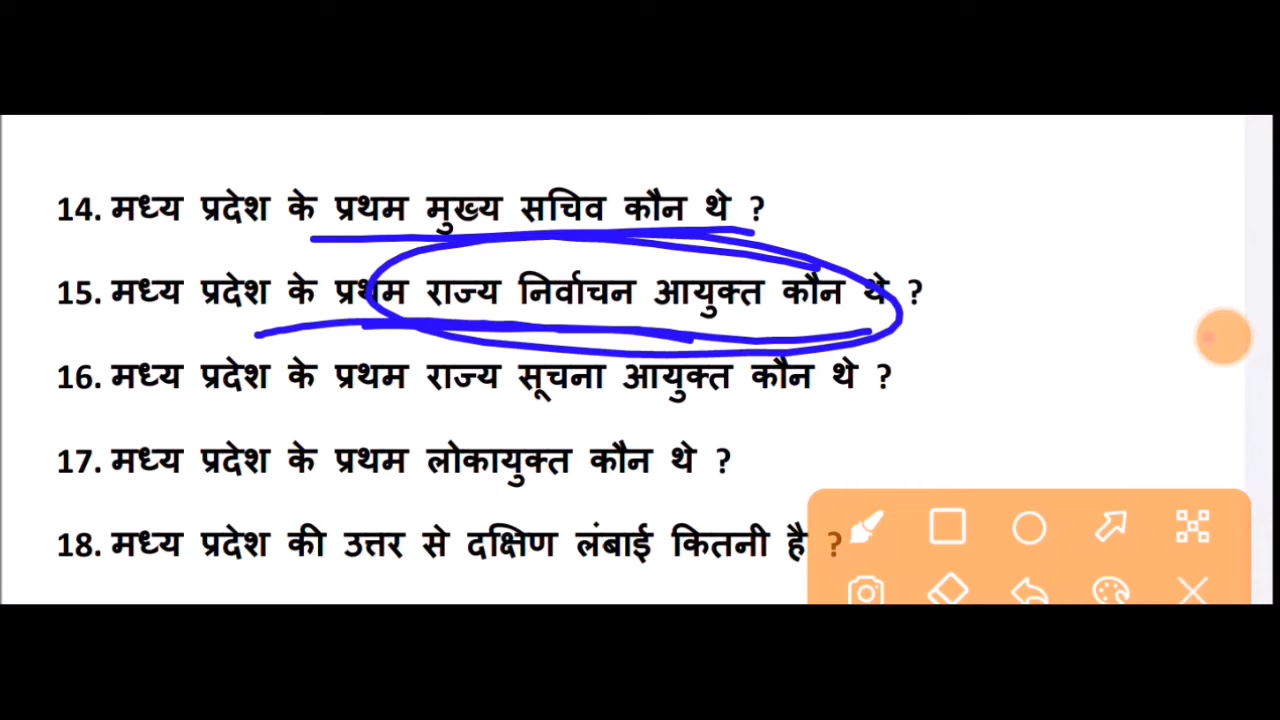 14. मध्य प्रदेश के प्रथम मुख्य सचिव कौन थे ?
15. मध्य प्रदेश के प्रथम राज्य निर्वाचन आयुक्त कौन थे ?
16. मध्य प्रदेश के प्रथम राज्य सूचना आयुक्त कौन थे ?
17. मध्य प्रदेश के प्रथम लोकायुक्त कौन थे ?
18. मध्य प्रदेश की उत्तर से दक्षिण लंबाई कितनी है ?